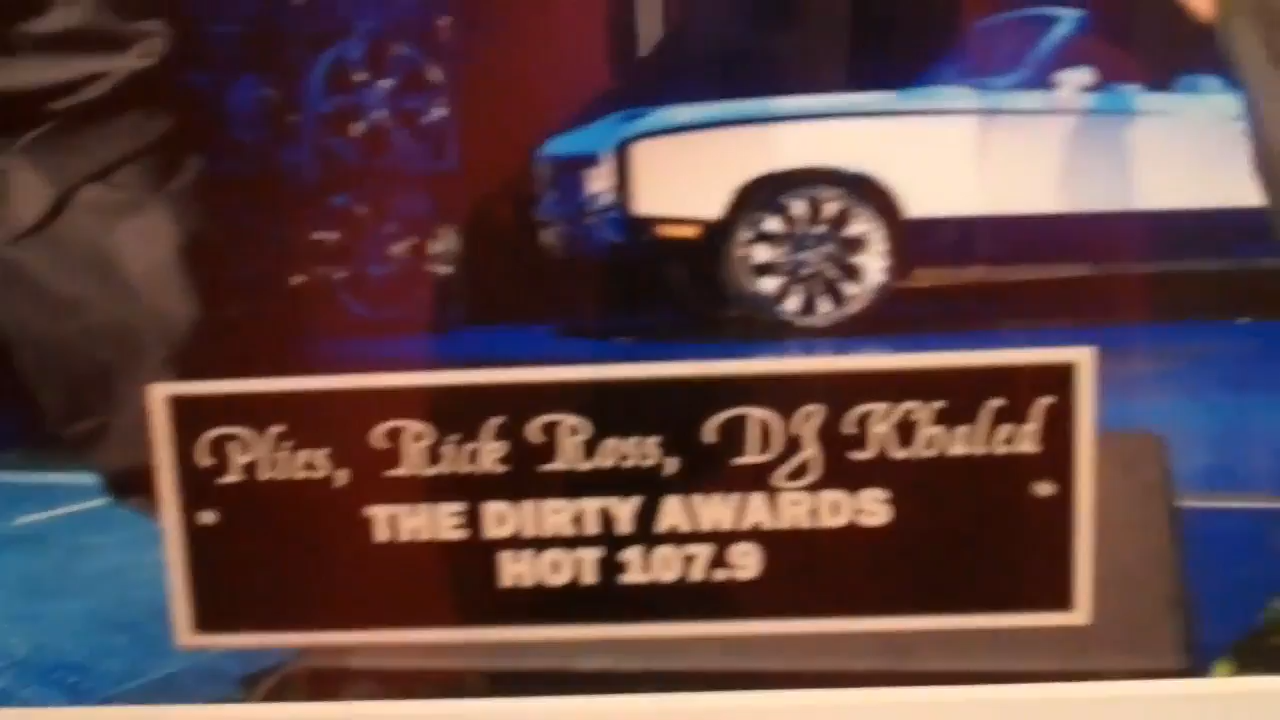 Plies, Rick Ross, DJ Khaled
THE DIRTY AWARDS
HOT 107.9